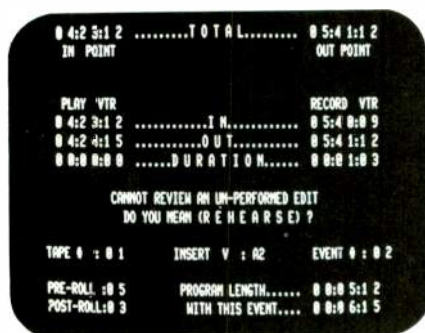 0 4:2 3:1 2 .........T O T A L......... 0 5:4 1:1 2
IN POINT OUT POINT
PLAY VTR RECORD VTR
0 4:2 3:1 2 ............I N............ 0 5:4 0:0 9
0 4:2 4:1 5 ...........O U T........... 0 5:4 1:1 2
0 0:0 0:0 0 ......D U R A T I O N...... 0 0:0 1:0 3
CANNOT REVIEW AN UN-PERFORMED EDIT
DO YOU MEAN (R E H E A R S E) ?
TAPE # : 0 1 INSERT V : A2 EVENT # : 0 2
PRE-ROLL :0 5 PROGRAM LENGTH...... 0 0:0 5:1 2
POST-ROLL:0 3 WITH THIS EVENT.... 0 0:0 6:1 5